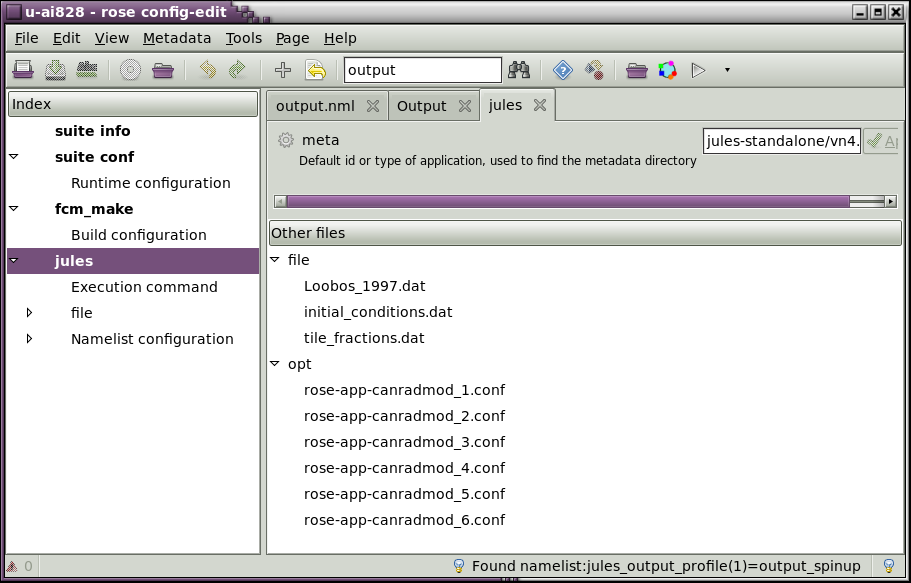 u-ai828 - rose config-edit
File Edit View Metadata Tools Page Help
output
Index
suite info
suite conf
Runtime configuration
fcm_make
Build configuration
jules
Execution command
file
Namelist configuration
output.nml Output jules
meta
jules-standalone/vn4.
Default id or type of application, used to find the metadata directory
Other files
file
Loobos_1997.dat
initial_conditions.dat
tile_fractions.dat
opt
rose-app-canradmod_1.conf
rose-app-canradmod_2.conf
rose-app-canradmod_3.conf
rose-app-canradmod_4.conf
rose-app-canradmod_5.conf
rose-app-canradmod_6.conf
0
Found namelist:jules_output_profile(1)=output_spinup